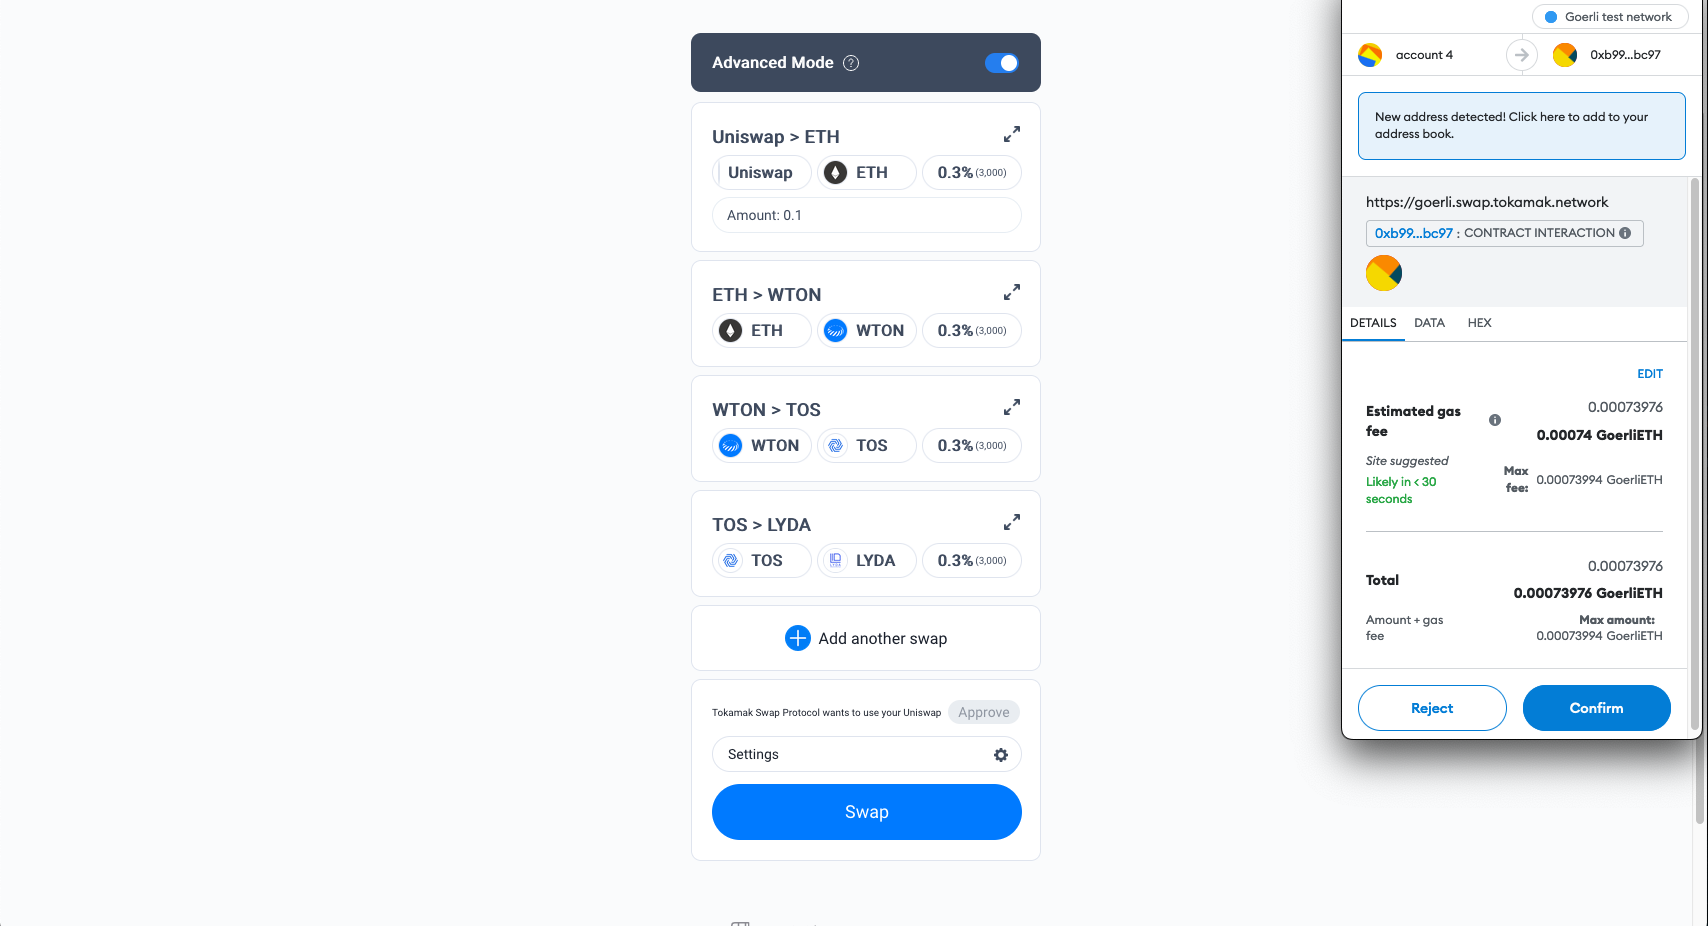 Advanced Mode ?
Uniswap > ETH
Uniswap ETH 0.3% (3,000)
Amount: 0.1
ETH > WTON
ETH WTON 0.3% (3,000)
WTON > TOS
WTON TOS 0.3% (3,000)
TOS > LYDA
TOS LYDA 0.3% (3,000)
Add another swap
Tokamak Swap Protocol wants to use your Uniswap Approve
Settings
Swap
Goerli test network
account 4 0xb99...bc97
New address detected! Click here to add to your
address book.
https://goerli.swap.tokamak.network
0xb99...bc97 : CONTRACT INTERACTION
DETAILS DATA HEX
EDIT
Estimated gas
fee
0.00073976
0.00074 GoerliETH
Site suggested
Likely in < 30
seconds
Max
fee: 0.00073994 GoerliETH
Total
0.00073976
0.00073976 GoerliETH
Amount + gas
fee
Max amount:
0.00073994 GoerliETH
Reject Confirm